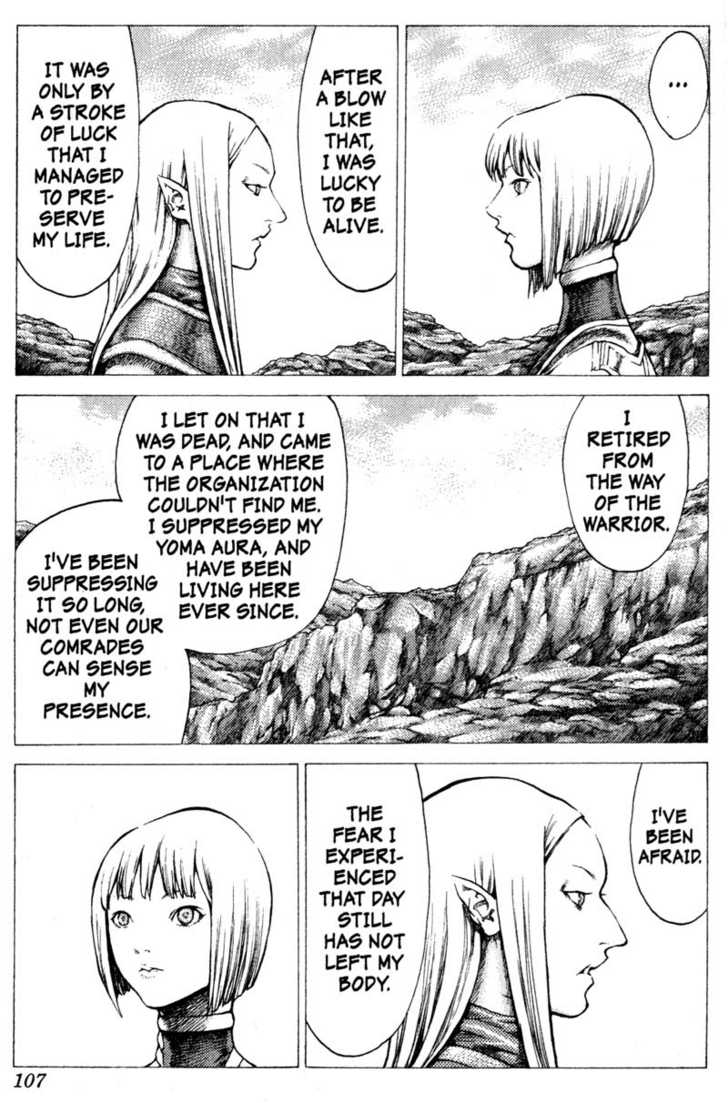 ...
AFTER
A BLOW
LIKE
THAT,
I WAS
LUCKY
TO BE
ALIVE.
IT WAS
ONLY BY
A STROKE
OF LUCK
THAT I
MANAGED
TO PRE-
SERVE
MY LIFE.
I
RETIRED
FROM
THE WAY
OF THE
WARRIOR.
I LET ON THAT I
WAS DEAD, AND CAME
TO A PLACE WHERE
THE ORGANIZATION
COULDN'T FIND ME.
I SUPPRESSED MY
YOMA AURA, AND
HAVE BEEN
LIVING HERE
EVER SINCE.
I'VE BEEN
SUPPRESSING
IT SO LONG,
NOT EVEN OUR
COMRADES
CAN SENSE
MY
PRESENCE.
I'VE
BEEN
AFRAID.
THE
FEAR I
EXPERI-
ENCED
THAT DAY
STILL
HAS NOT
LEFT MY
BODY.
107